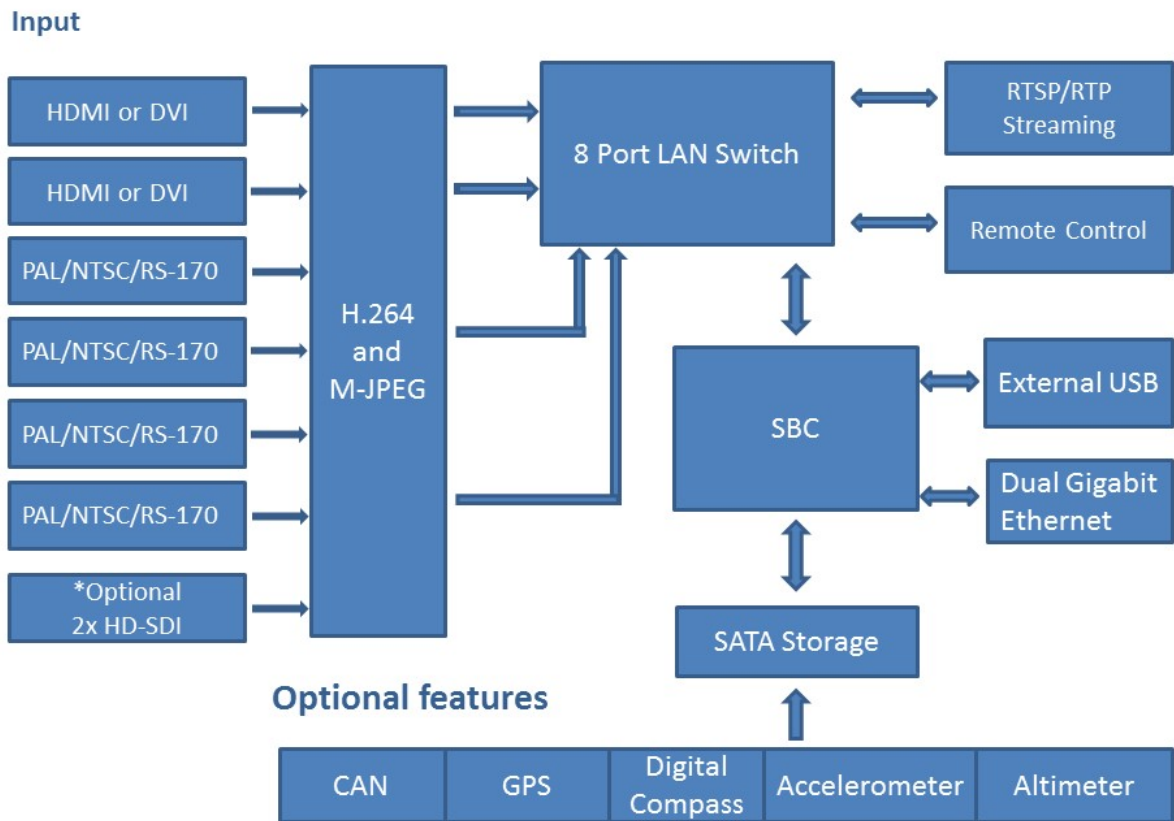 Input
HDMI or DVI
HDMI or DVI
PAL/NTSC/RS-170
PAL/NTSC/RS-170
PAL/NTSC/RS-170
PAL/NTSC/RS-170
*Optional
2x HD-SDI
H.264
and
M-JPEG
8 Port LAN Switch
RTSP/RTP
Streaming
Remote Control
SBC
External USB
Dual Gigabit
Ethernet
SATA Storage
Optional features
CAN
GPS
Digital
Compass
Accelerometer
Altimeter